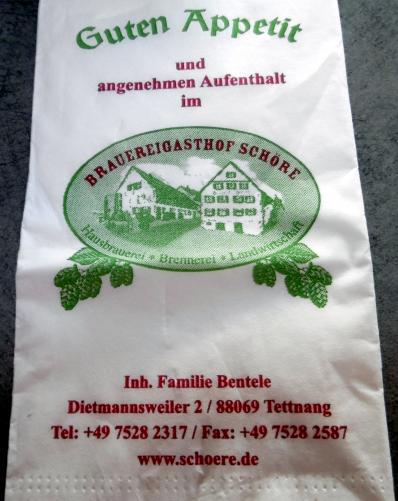 Guten Appetit
und
angenehmen Aufenthalt
im
BRAUEREIGASTHOF SCHÖRE
Hausbrauerei • Brennerei • Landwirtschaft
Inh. Familie Bentele
Dietmannsweiler 2 / 88069 Tettnang
Tel: +49 7528 2317 / Fax: +49 7528 2587
www.schoere.de